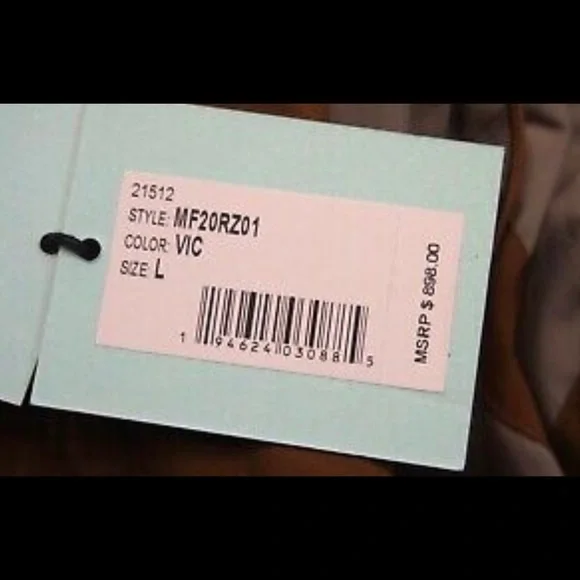 21512
STYLE: MF20RZ01
COLOR: VIC
SIZE: L
1 94624 03088 5
MSRP $ 898.00